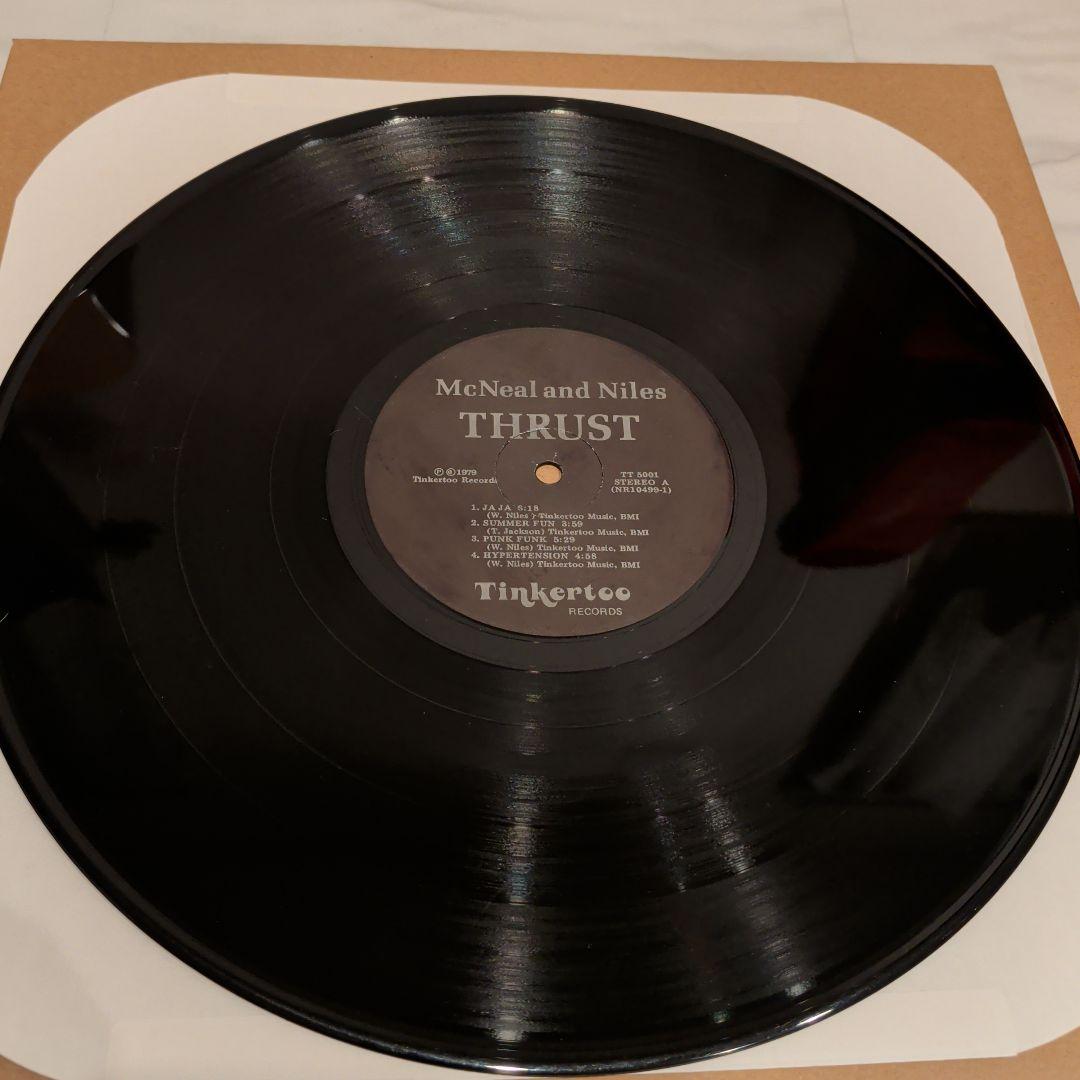 McNeal and Niles
THRUST
Ⓟ ⓒ 1979
Tinkertoo Records
TT 5001
STEREO A
(NR10499-1)
1. JA JA 5:18
(W. Niles) Tinkertoo Music, BMI
2. SUMMER FUN 3:59
(T. Jackson) Tinkertoo Music, BMI
3. PUNK FUNK 5:29
(W. Niles) Tinkertoo Music, BMI
4. HYPERTENSION 4:58
(W. Niles) Tinkertoo Music, BMI
Tinkertoo
RECORDS